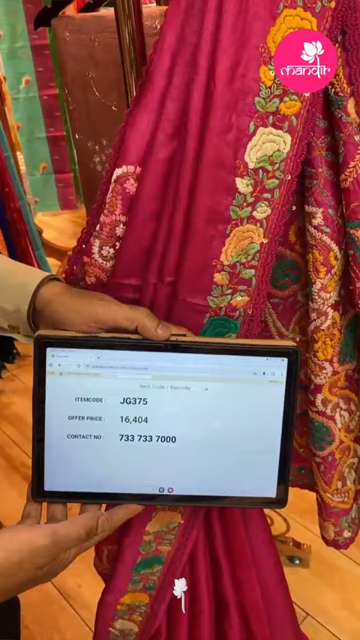 mandir
Item Code / Barcode
ITEMCODE : JG375
OFFER PRICE : 16,404
CONTACT NO 733 733 7000